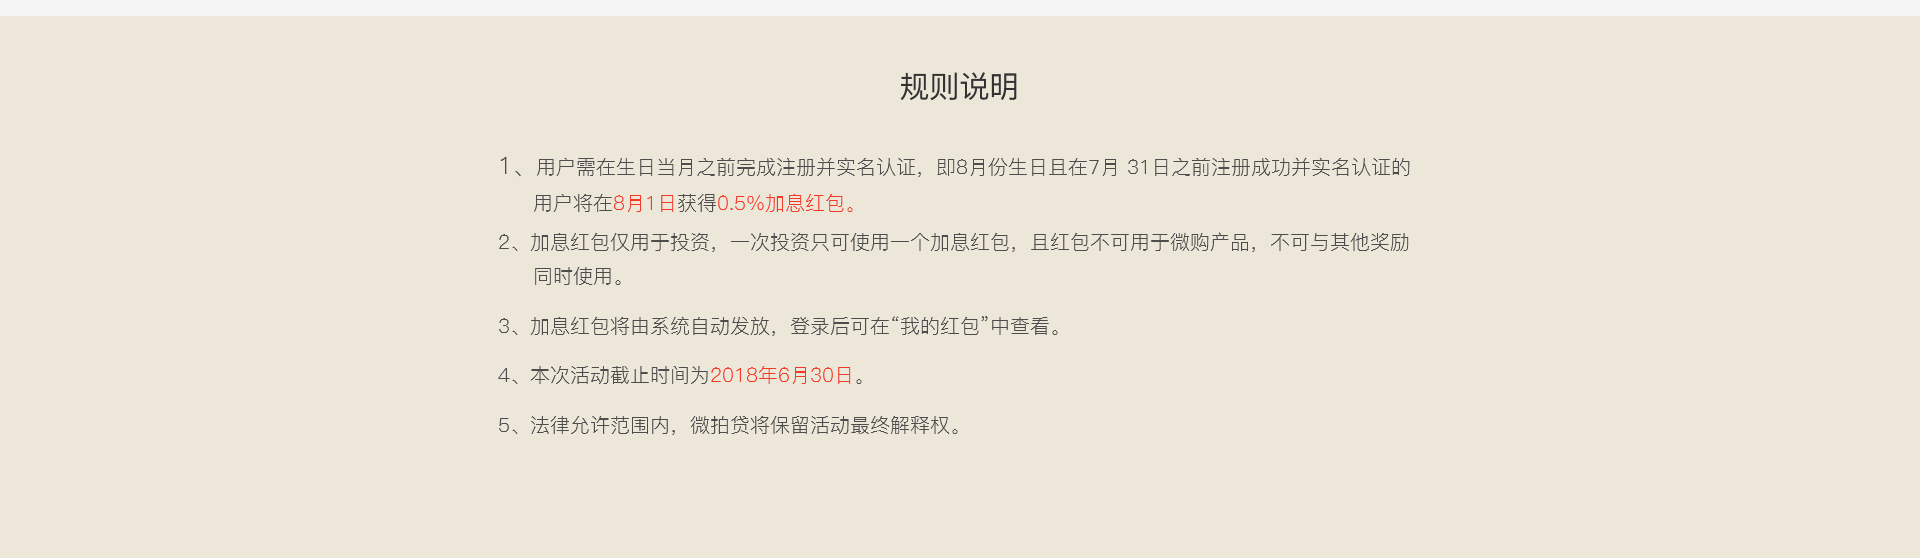 规则说明
1、用户需在生日当月之前完成注册并实名认证，即8月份生日且在7月 31日之前注册成功并实名认证的
用户将在8月1日获得0.5%加息红包。
2、加息红包仅用于投资，一次投资只可使用一个加息红包，且红包不可用于微购产品，不可与其他奖励
同时使用。
3、加息红包将由系统自动发放，登录后可在“我的红包”中查看。
4、本次活动截止时间为2018年6月30日。
5、法律允许范围内，微拍贷将保留活动最终解释权。